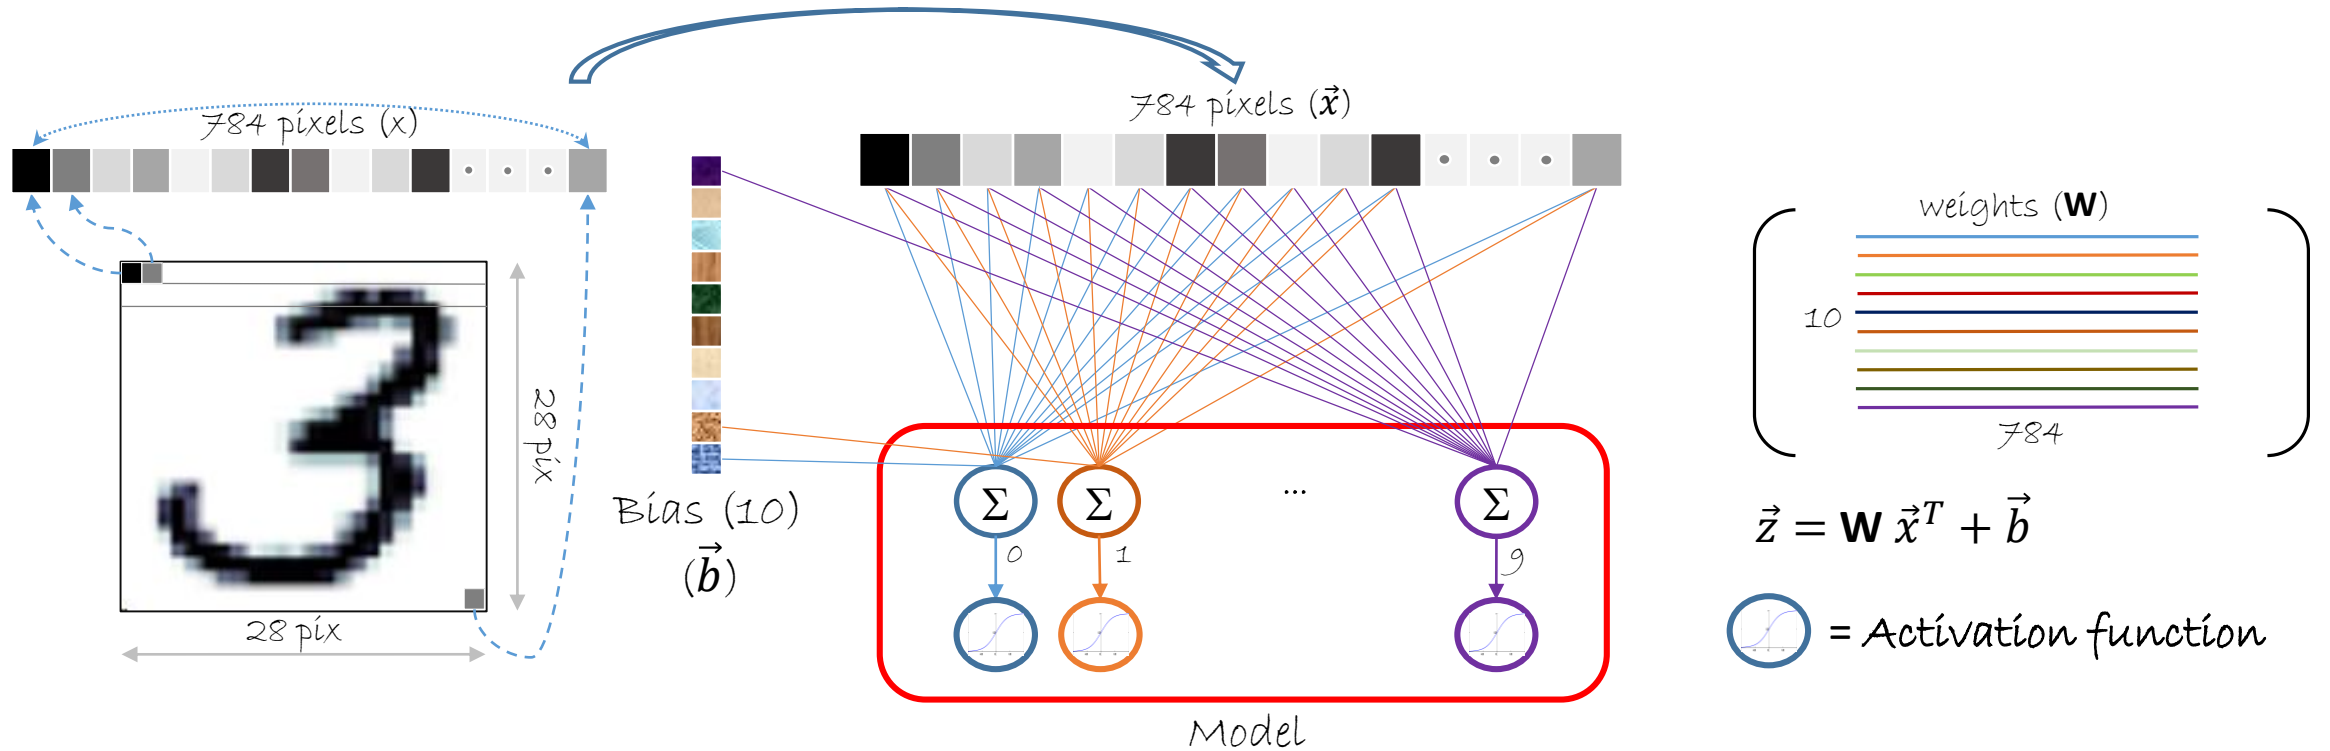 784 pixels (x)
28 pix
28 pix
Bias (10)
(b⃗)
784 pixels (x⃗)
Σ Σ ... Σ
0 1 9
Model
weights (W)
10
784
z⃗ = W x⃗ᵀ + b⃗
= Activation function